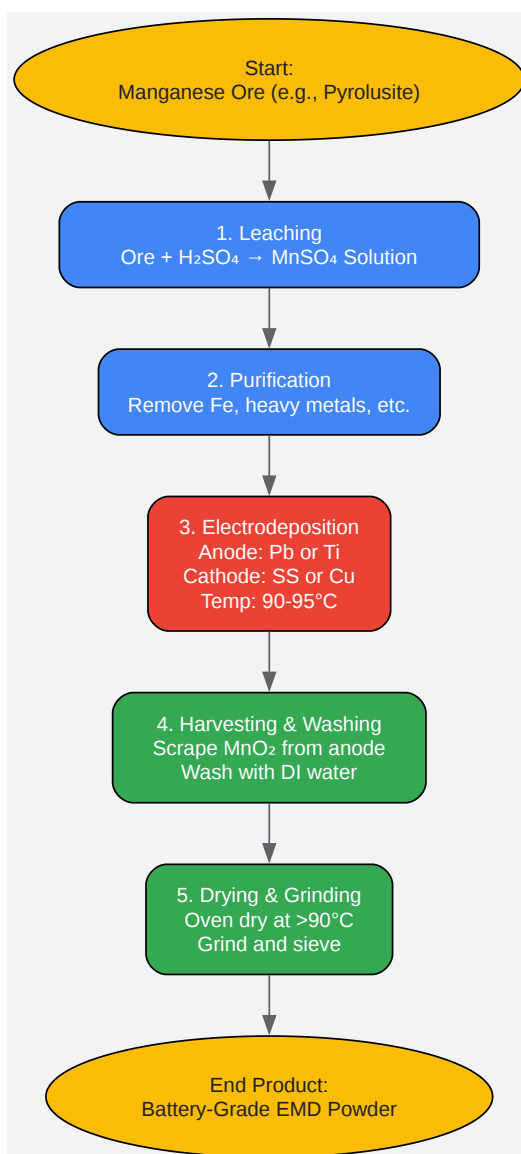 Start:
Manganese Ore (e.g., Pyrolusite)
1. Leaching
Ore + H₂SO₄ → MnSO₄ Solution
2. Purification
Remove Fe, heavy metals, etc.
3. Electrodeposition
Anode: Pb or Ti
Cathode: SS or Cu
Temp: 90-95°C
4. Harvesting & Washing
Scrape MnO₂ from anode
Wash with DI water
5. Drying & Grinding
Oven dry at >90°C
Grind and sieve
End Product:
Battery-Grade EMD Powder